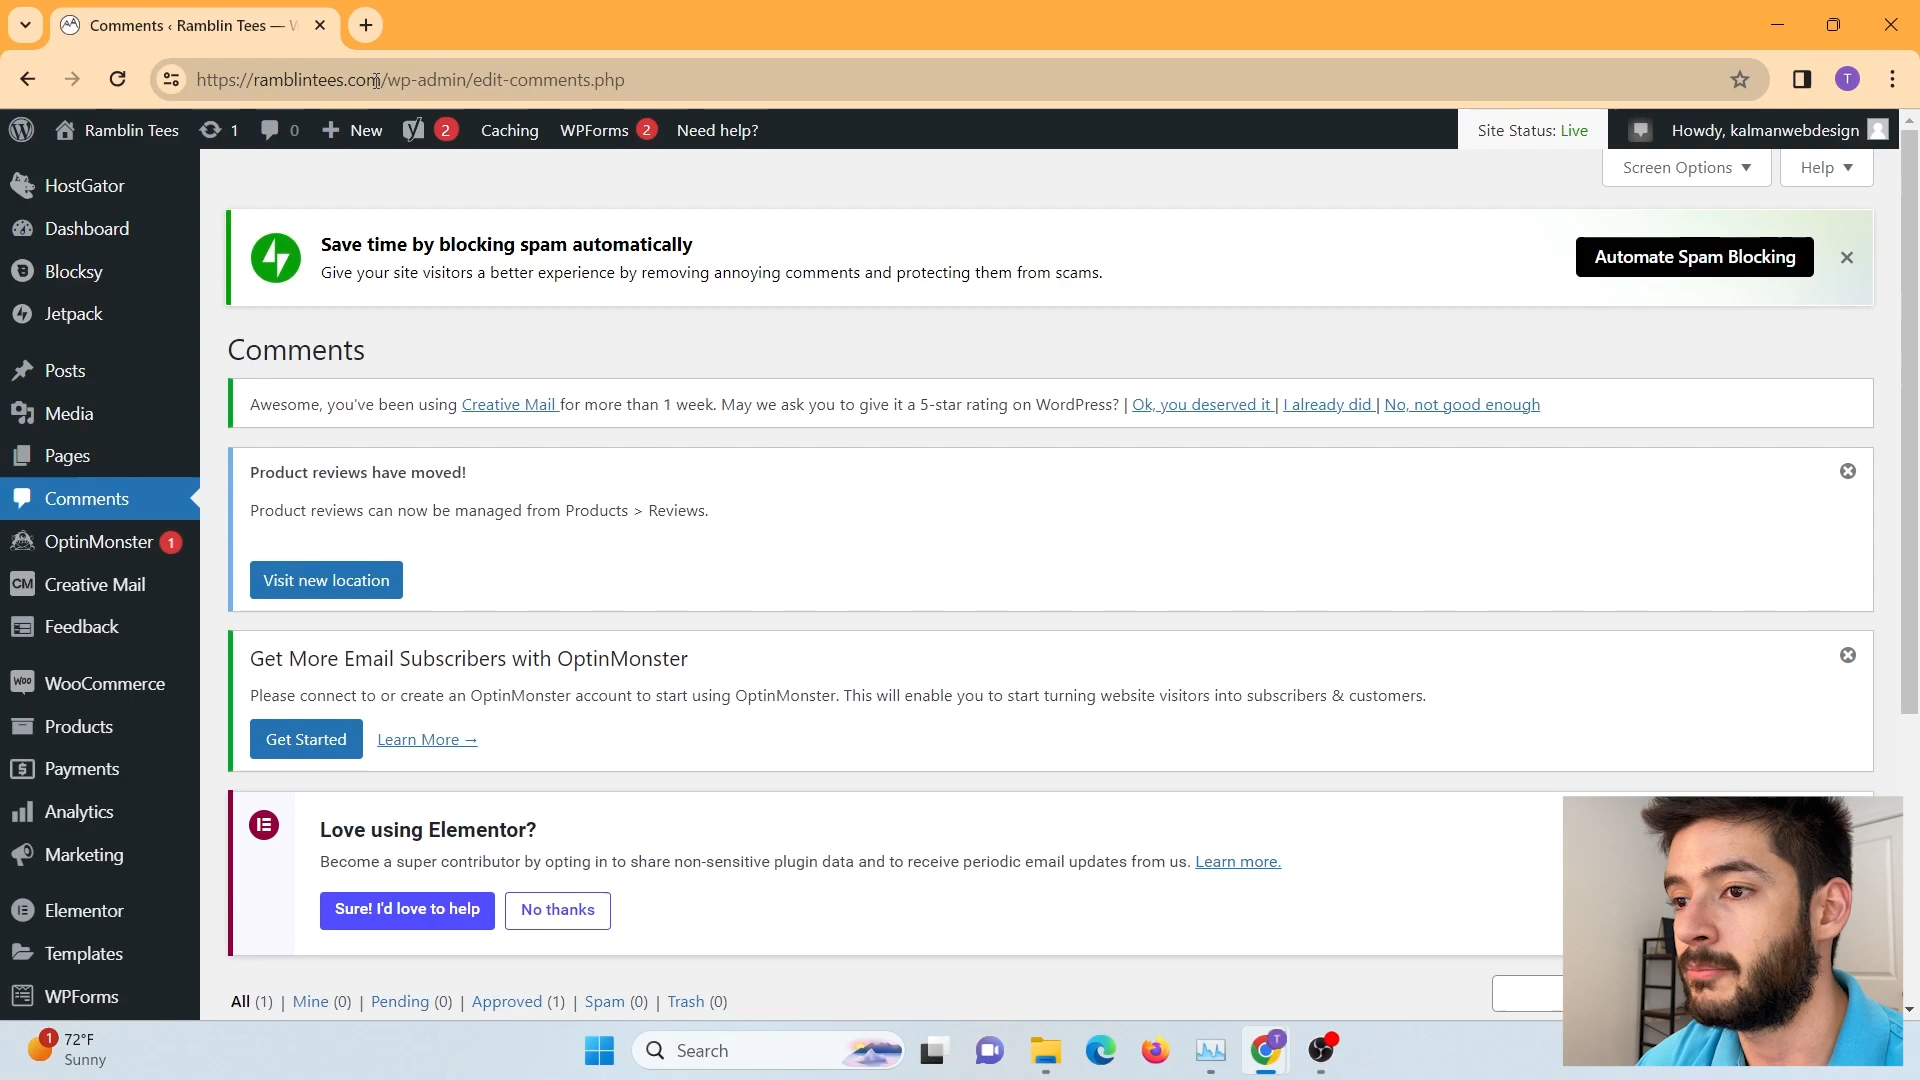 Comments ‹ Ramblin Tees — W
https://ramblintees.com/wp-admin/edit-comments.php
T
Ramblin Tees
1
0
New
2
Caching
WPForms 2
Need help?
Site Status: Live
Howdy, kalmanwebdesign
Screen Options
Help
HostGator
Dashboard
Blocksy
Jetpack
Posts
Media
Pages
Comments
OptinMonster 1
CM Creative Mail
Feedback
Woo WooCommerce
Products
Payments
Analytics
Marketing
Elementor
Templates
WPForms
Save time by blocking spam automatically
Give your site visitors a better experience by removing annoying comments and protecting them from scams.
Automate Spam Blocking
Comments
Awesome, you've been using Creative Mail for more than 1 week. May we ask you to give it a 5-star rating on WordPress? | Ok, you deserved it | I already did | No, not good enough
Product reviews have moved!
Product reviews can now be managed from Products > Reviews.
Visit new location
Get More Email Subscribers with OptinMonster
Please connect to or create an OptinMonster account to start using OptinMonster. This will enable you to start turning website visitors into subscribers & customers.
Get Started Learn More →
Love using Elementor?
Become a super contributor by opting in to share non-sensitive plugin data and to receive periodic email updates from us. Learn more.
Sure! I'd love to help No thanks
All (1) | Mine (0) | Pending (0) | Approved (1) | Spam (0) | Trash (0)
1
72°F
Sunny
Search
T